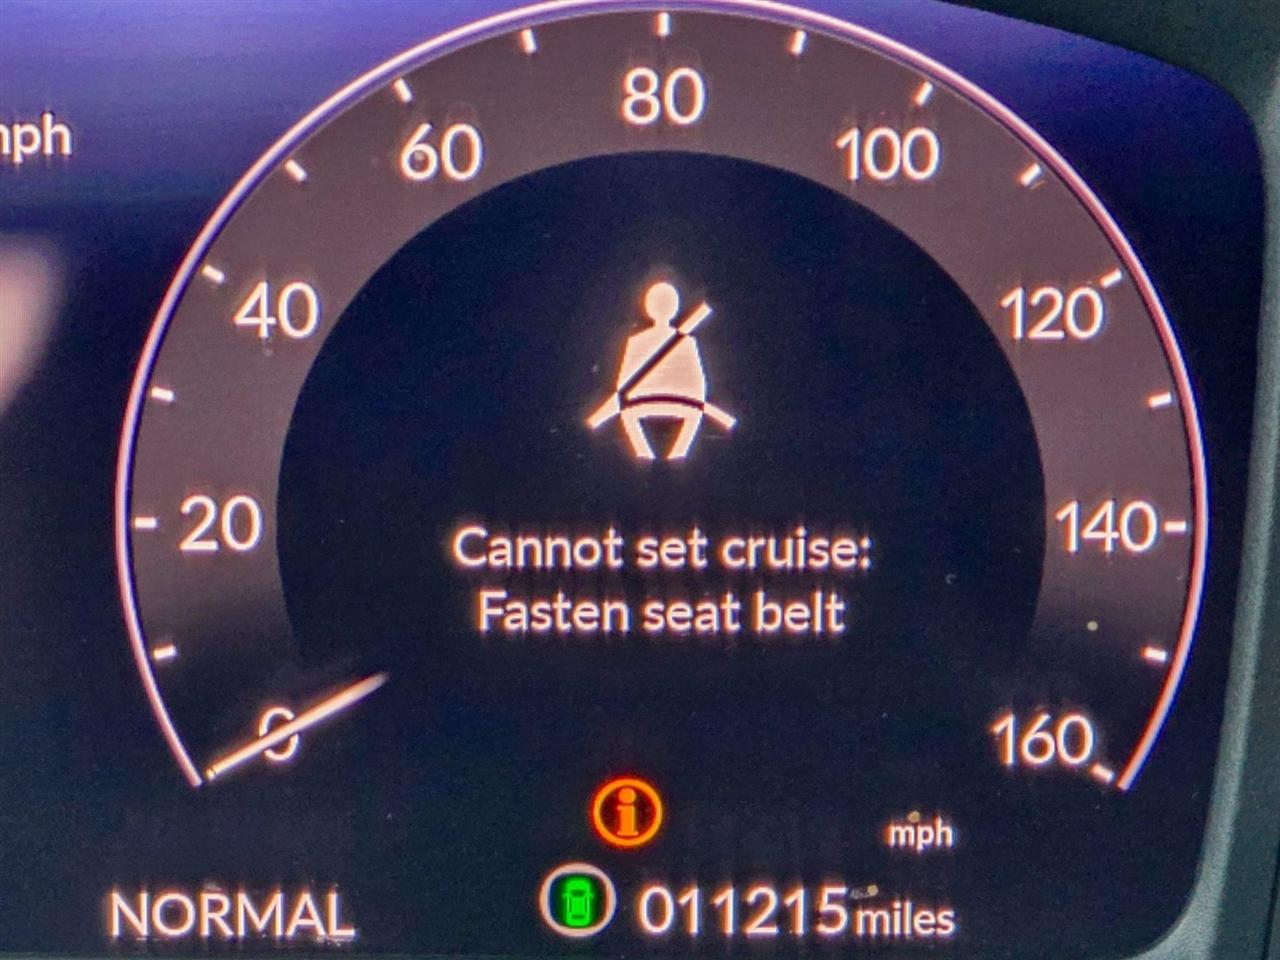 mph
80
60
100
40
120
20
140
Cannot set cruise:
Fasten seat belt
0
160
i
mph
NORMAL
011215 miles